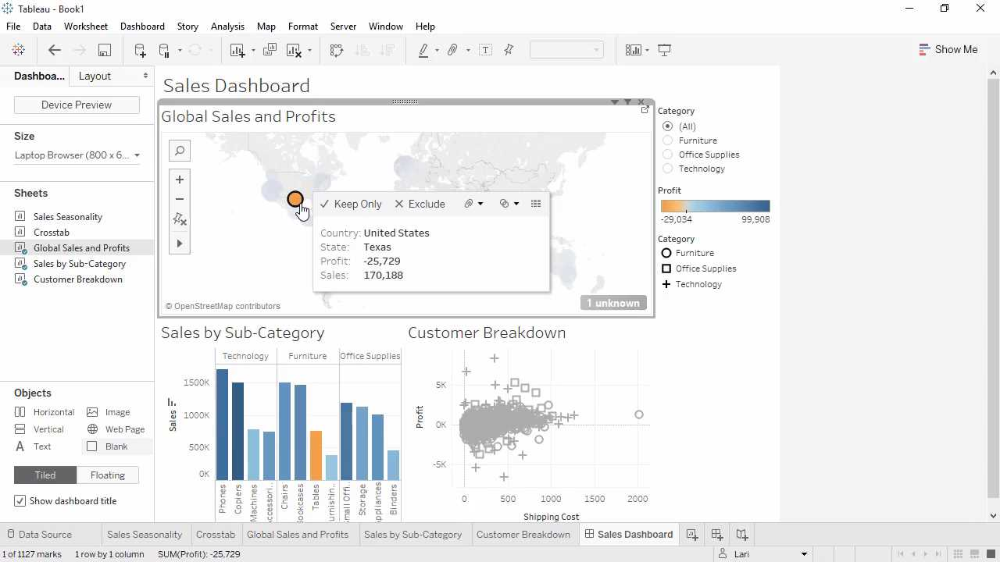 Tableau - Book1
File Data Worksheet Dashboard Story Analysis Map Format Server Window Help
Show Me
Dashboa... Layout
Device Preview
Size
Laptop Browser (800 x 6...
Sheets
Sales Seasonality
Crosstab
Global Sales and Profits
Sales by Sub-Category
Customer Breakdown
Objects
Horizontal Image
Vertical Web Page
A Text Blank
Tiled Floating
Show dashboard title
Sales Dashboard
Global Sales and Profits
Keep Only Exclude
Country: United States
State: Texas
Profit: -25,729
Sales: 170,188
© OpenStreetMap contributors
1 unknown
Category
(All)
Furniture
Office Supplies
Technology
Profit
-29,034 99,908
Category
Furniture
Office Supplies
Technology
Sales by Sub-Category
Technology Furniture Office Supplies
Sales
1500K
1000K
500K
0K
Phones
Copiers
Machines
Accessori..
Chairs
Bookcases
Tables
urnishin..
mall Offi..
Storage
Appliances
Binders
Customer Breakdown
Profit
5K
0K
-5K
0 500 1000 1500 2000
Shipping Cost
Data Source Sales Seasonality Crosstab Global Sales and Profits Sales by Sub-Category Customer Breakdown Sales Dashboard
1 of 1127 marks 1 row by 1 column SUM(Profit): -25,729 Lari